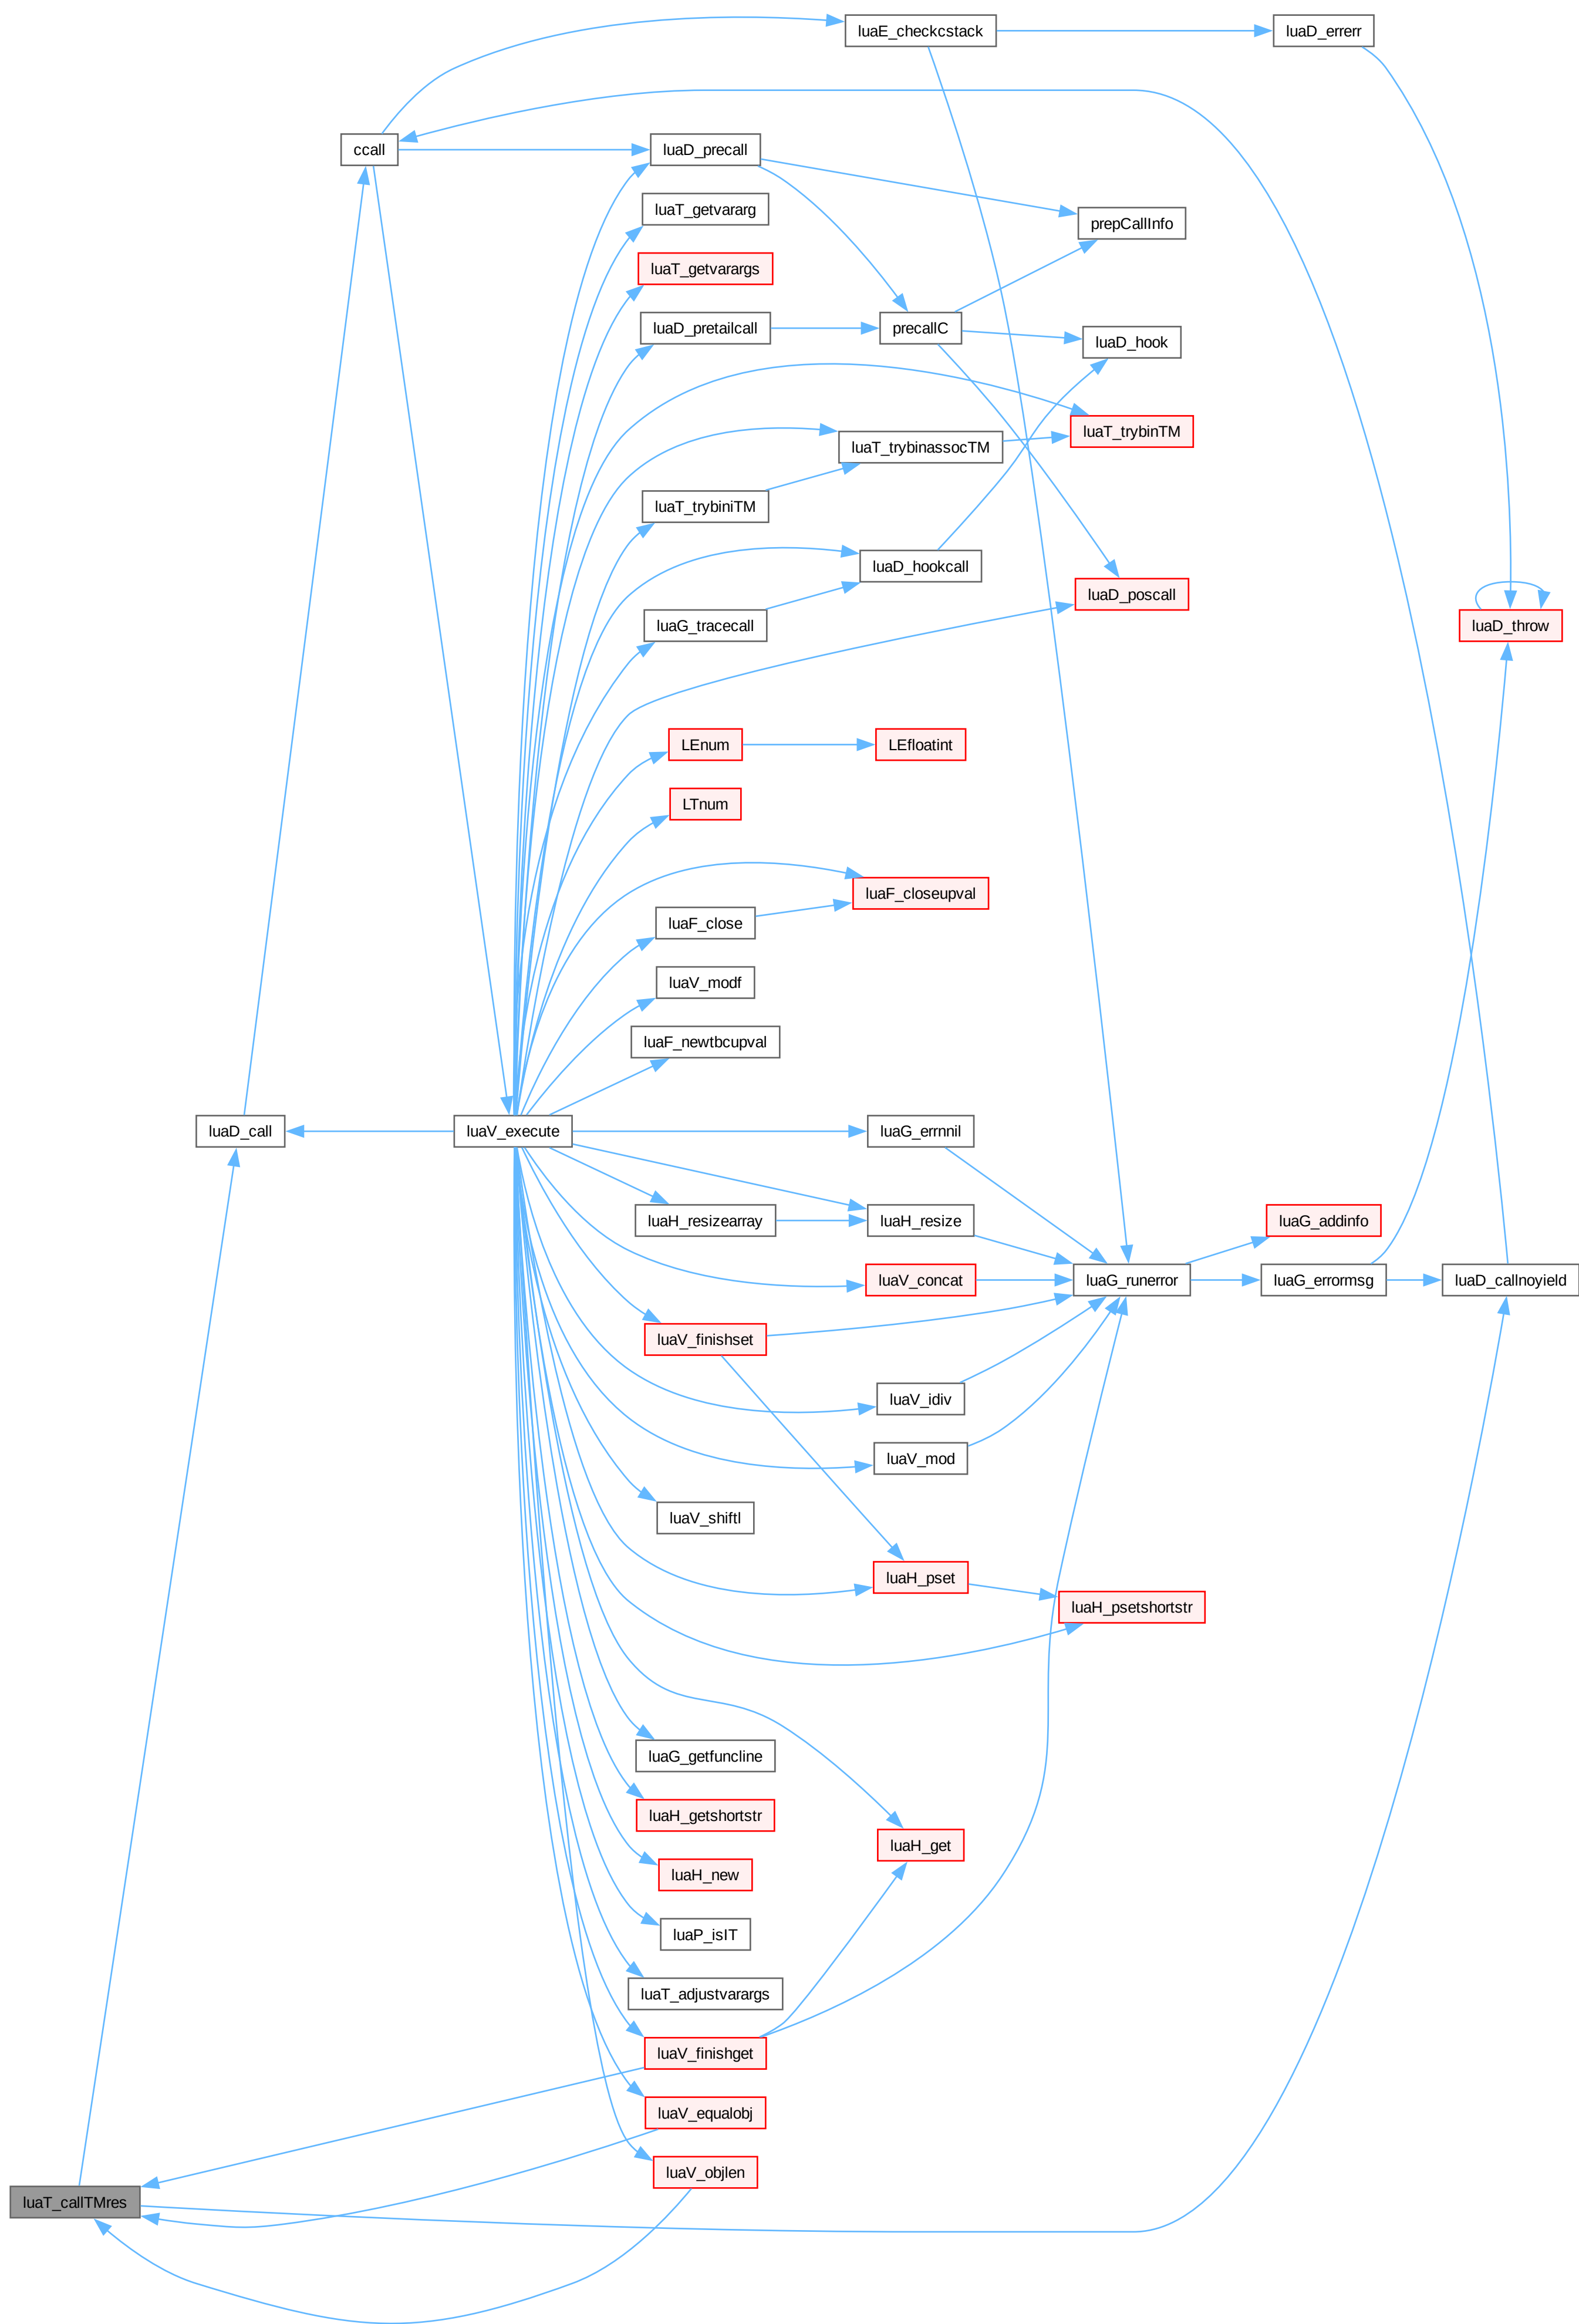 luaE_checkcstack
luaD_errerr
ccall
luaD_precall
luaT_getvararg
prepCallInfo
luaT_getvarargs
luaD_pretailcall
precallC
luaD_hook
luaT_trybinTM
luaT_trybinassocTM
luaT_trybiniTM
luaD_hookcall
luaD_poscall
luaG_tracecall
luaD_throw
LEnum
LEfloatint
LTnum
luaF_closeupval
luaF_close
luaV_modf
luaF_newtbcupval
luaD_call
luaV_execute
luaG_errnnil
luaH_resizearray
luaH_resize
luaG_addinfo
luaV_concat
luaG_runerror
luaG_errormsg
luaD_callnoyield
luaV_finishset
luaV_idiv
luaV_mod
luaV_shiftl
luaH_pset
luaH_psetshortstr
luaG_getfuncline
luaH_getshortstr
luaH_get
luaH_new
luaP_isIT
luaT_adjustvarargs
luaV_finishget
luaV_equalobj
luaV_objlen
luaT_callTMres